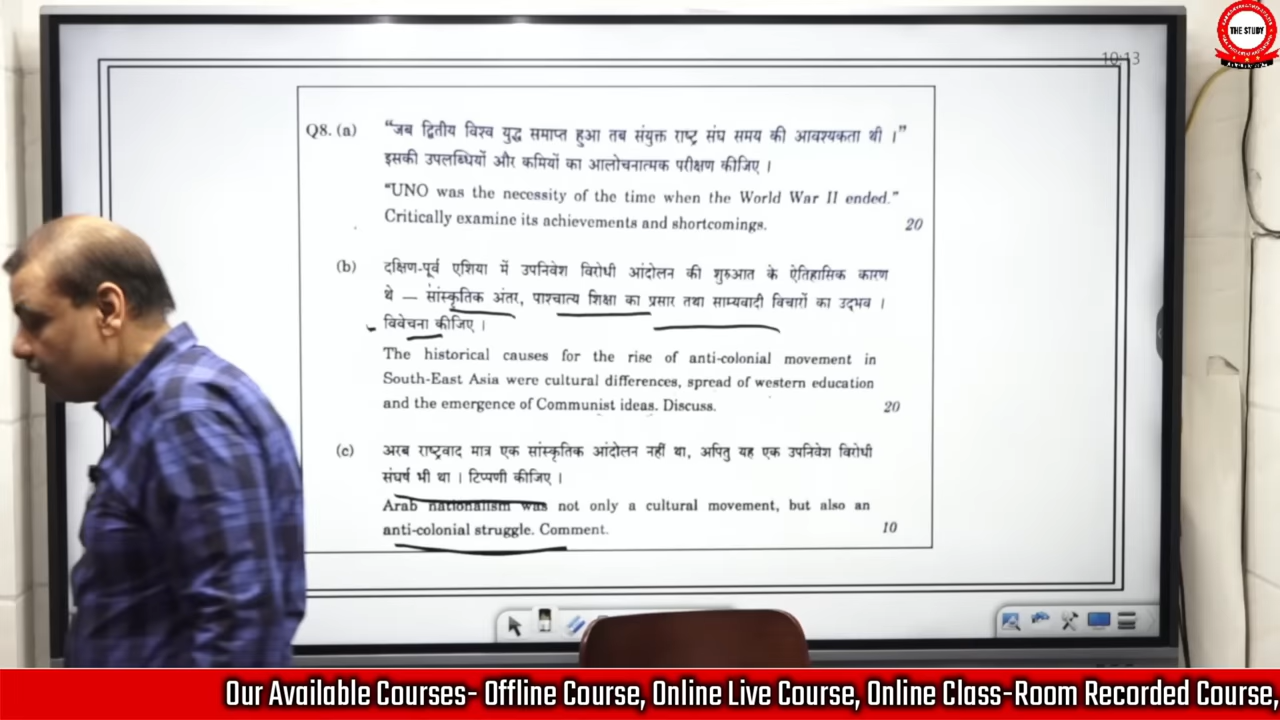 THE STUDY
10:13
Q8. (a) "जब द्वितीय विश्व युद्ध समाप्त हुआ तब संयुक्त राष्ट्र संघ समय की आवश्यकता थी ।"
इसकी उपलब्धियों और कमियों का आलोचनात्मक परीक्षण कीजिए ।
"UNO was the necessity of the time when the World War II ended."
Critically examine its achievements and shortcomings. 20
(b) दक्षिण-पूर्व एशिया में उपनिवेश विरोधी आंदोलन की शुरुआत के ऐतिहासिक कारण
थे — सांस्कृतिक अंतर, पाश्चात्य शिक्षा का प्रसार तथा साम्यवादी विचारों का उद्भव ।
विवेचना कीजिए ।
The historical causes for the rise of anti-colonial movement in
South-East Asia were cultural differences, spread of western education
and the emergence of Communist ideas. Discuss. 20
(c) अरब राष्ट्रवाद मात्र एक सांस्कृतिक आंदोलन नहीं था, अपितु यह एक उपनिवेश विरोधी
संघर्ष भी था । टिप्पणी कीजिए ।
Arab nationalism was not only a cultural movement, but also an
anti-colonial struggle. Comment. 10
Our Available Courses- Offline Course, Online Live Course, Online Class-Room Recorded Course,